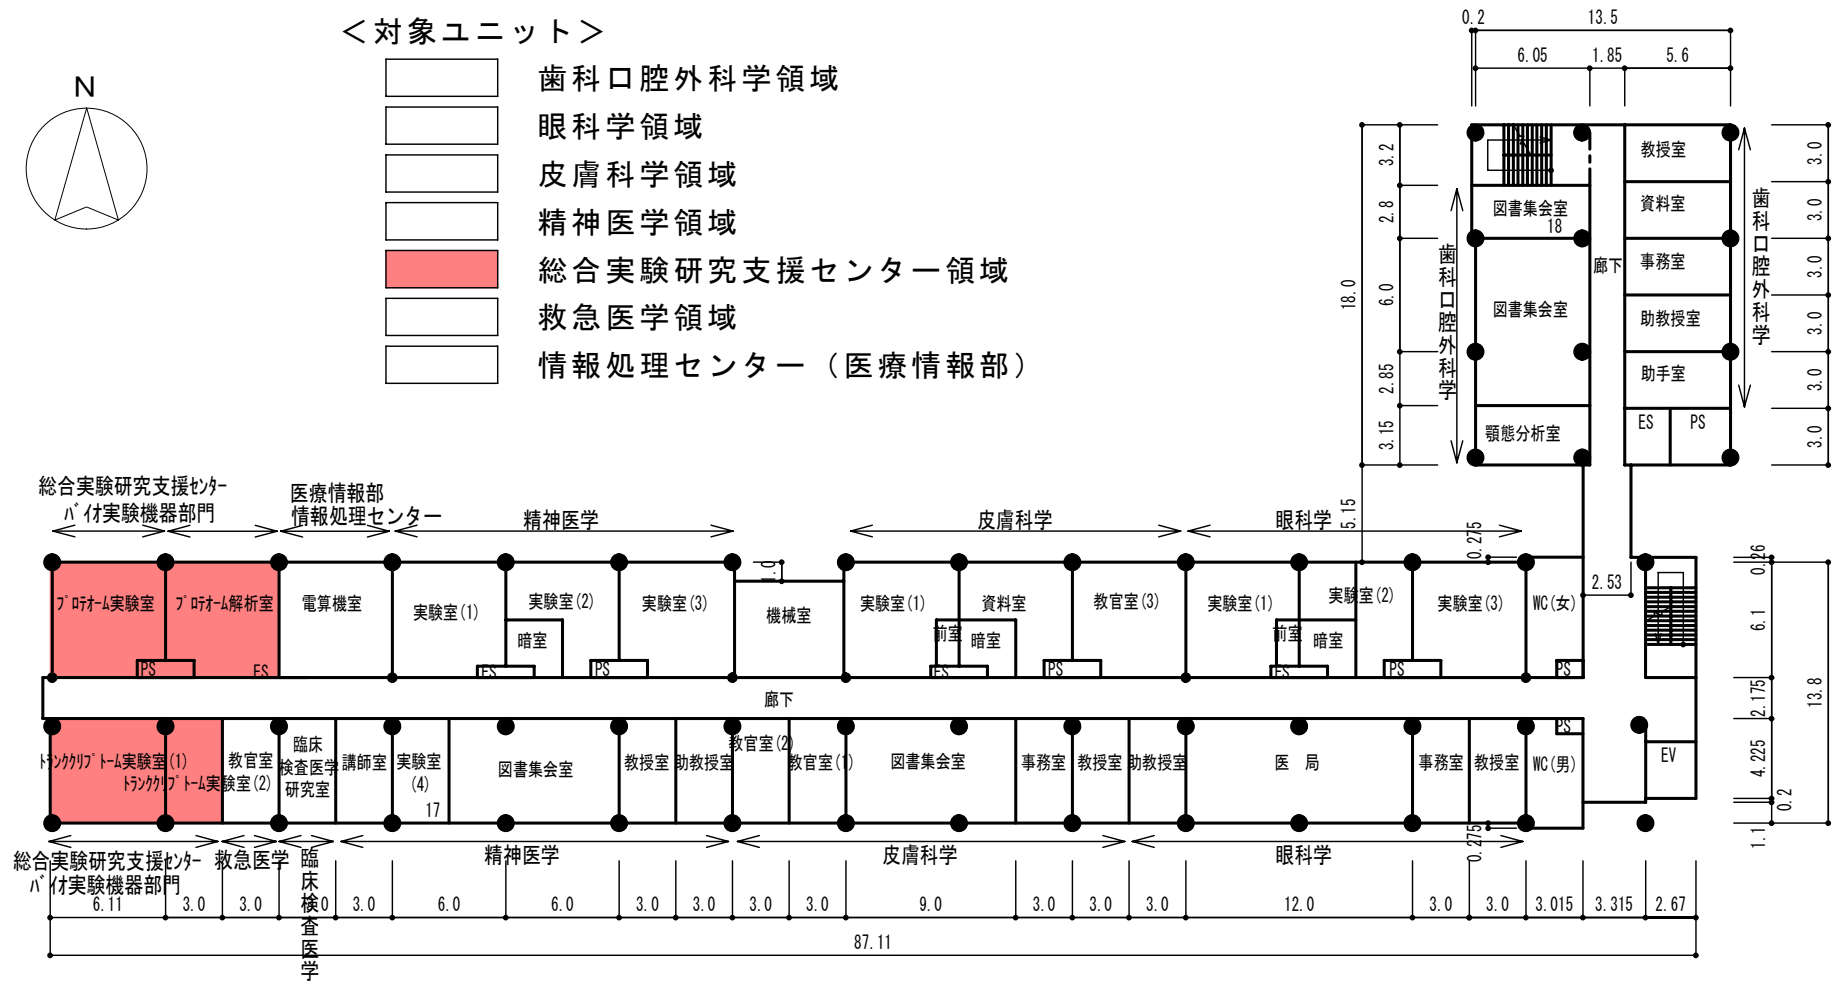 ＜対象ユニット＞
N
歯科口腔外科学領域
眼科学領域
皮膚科学領域
精神医学領域
総合実験研究支援センター領域
救急医学領域
情報処理センター（医療情報部）
0.2
13.5
6.05
1.85
5.6
18.0
3.2
2.8
6.0
2.85
3.15
5.15
歯科口腔外科学
図書集会室
18
図書集会室
顎態分析室
廊下
教授室
資料室
事務室
助教授室
助手室
ES
PS
歯科口腔外科学
3.0
3.0
3.0
3.0
3.0
3.0
総合実験研究支援センター
バイオ実験機器部門
医療情報部
情報処理センター
精神医学
皮膚科学
眼科学
0.275
0.26
1.0
2.53
プロテオーム実験室
プロテオーム解析室
電算機室
実験室(1)
実験室(2)
暗室
実験室(3)
機械室
実験室(1)
前室
資料室
暗室
教官室(3)
実験室(1)
前室
実験室(2)
暗室
実験室(3)
WC(女)
PS
ES
ES
PS
ES
PS
ES
PS
PS
6.1
2.175
13.8
4.225
0.2
1.1
廊下
トランククリプトーム実験室(1)
トランククリプトーム実験室(2)
教官室
臨床
検査医学
研究室
講師室
実験室
(4)
17
図書集会室
教授室
助教授室
教官室(2)
教官室(1)
図書集会室
事務室
教授室
助教授室
医 局
事務室
教授室
WC(男)
PS
EV
0.275
総合実験研究支援センター
バイオ実験機器部門
救急医学
臨床検査医学
精神医学
皮膚科学
眼科学
6.11
3.0
3.0
3.0
3.0
6.0
6.0
3.0
3.0
3.0
3.0
9.0
3.0
3.0
3.0
12.0
3.0
3.0
3.015
3.315
2.67
87.11